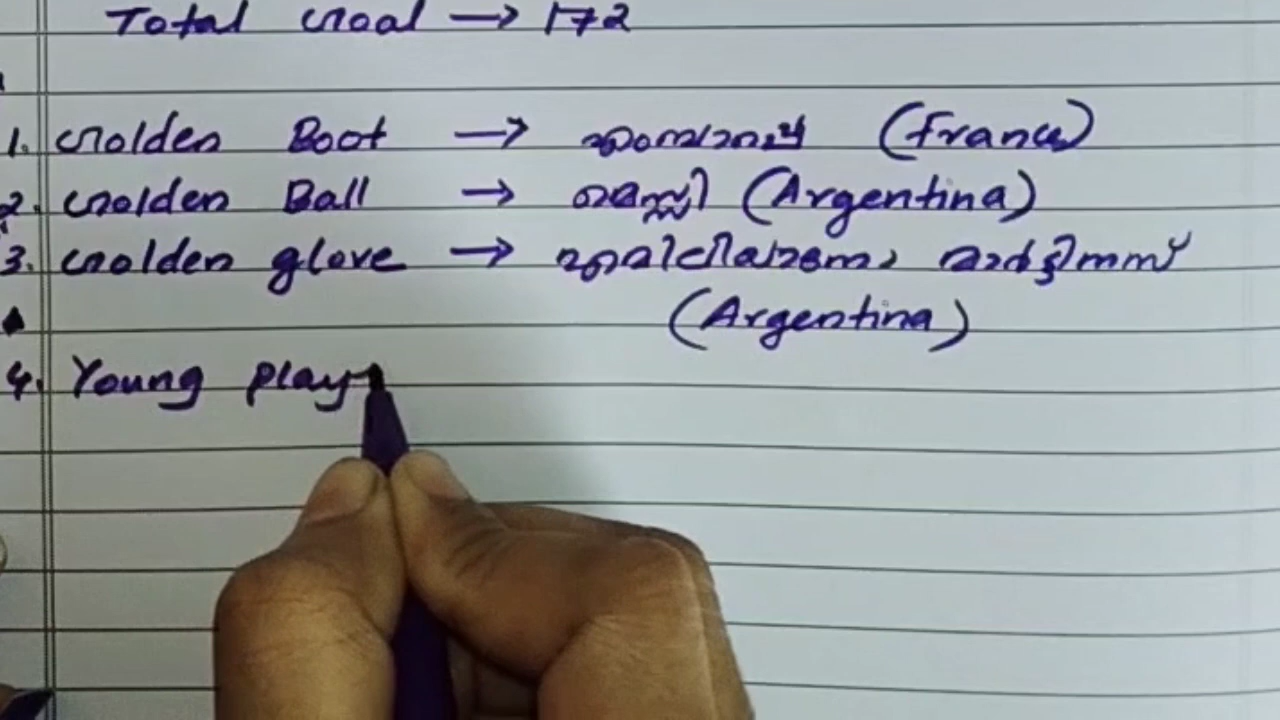 Total Goal → 172
1. Golden Boot → എംബാപ്പെ (France)
2. Golden Ball → മെസ്സി (Argentina)
3. Golden glove → എമിലിയാനോ മാർട്ടിനസ്
(Argentina)
4. Young play